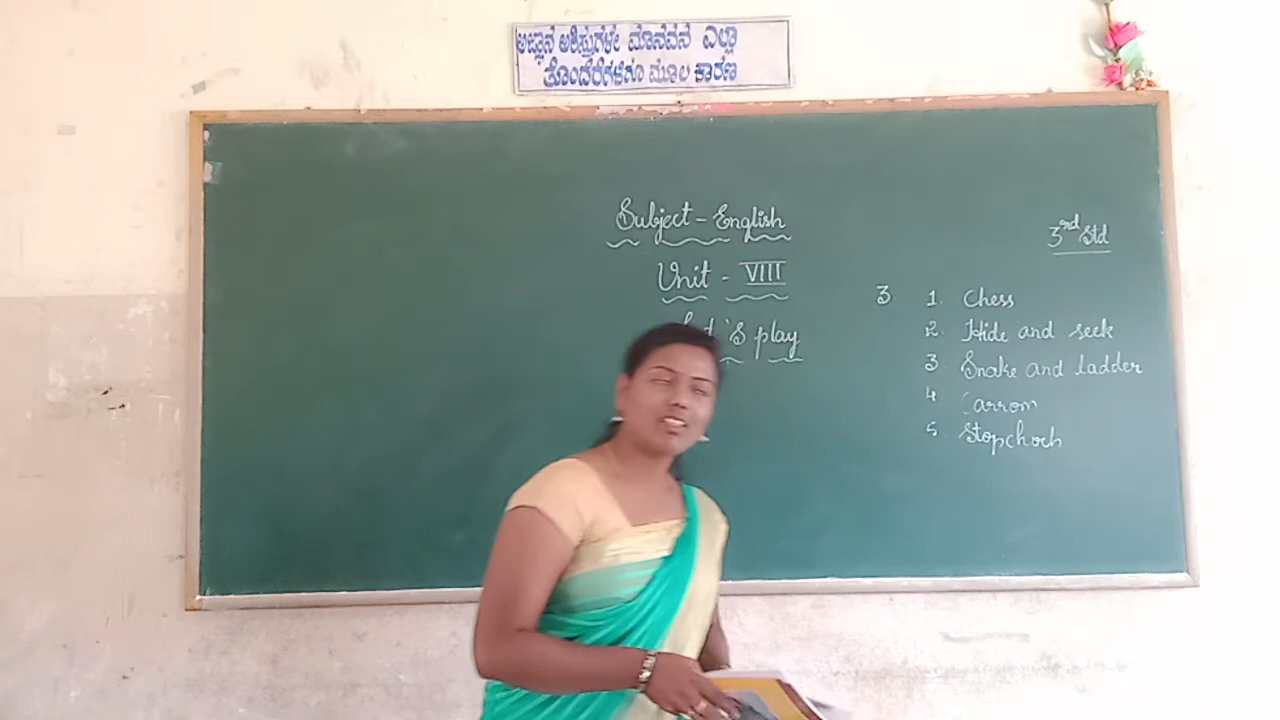 ಅಜ್ಞಾನ ಅಶಿಸ್ತುಗಳೇ ಮಾನವನ ಎಲ್ಲಾ
ತೊಂದರೆಗಳಿಗೂ ಮೂಲ ಕಾರಣ
Subject - English
3rd Std
Unit - VIII
Let's play
3. 1. Chess
2. Hide and seek
3 Snake and ladder
4 Carrom
5 Stopchoch